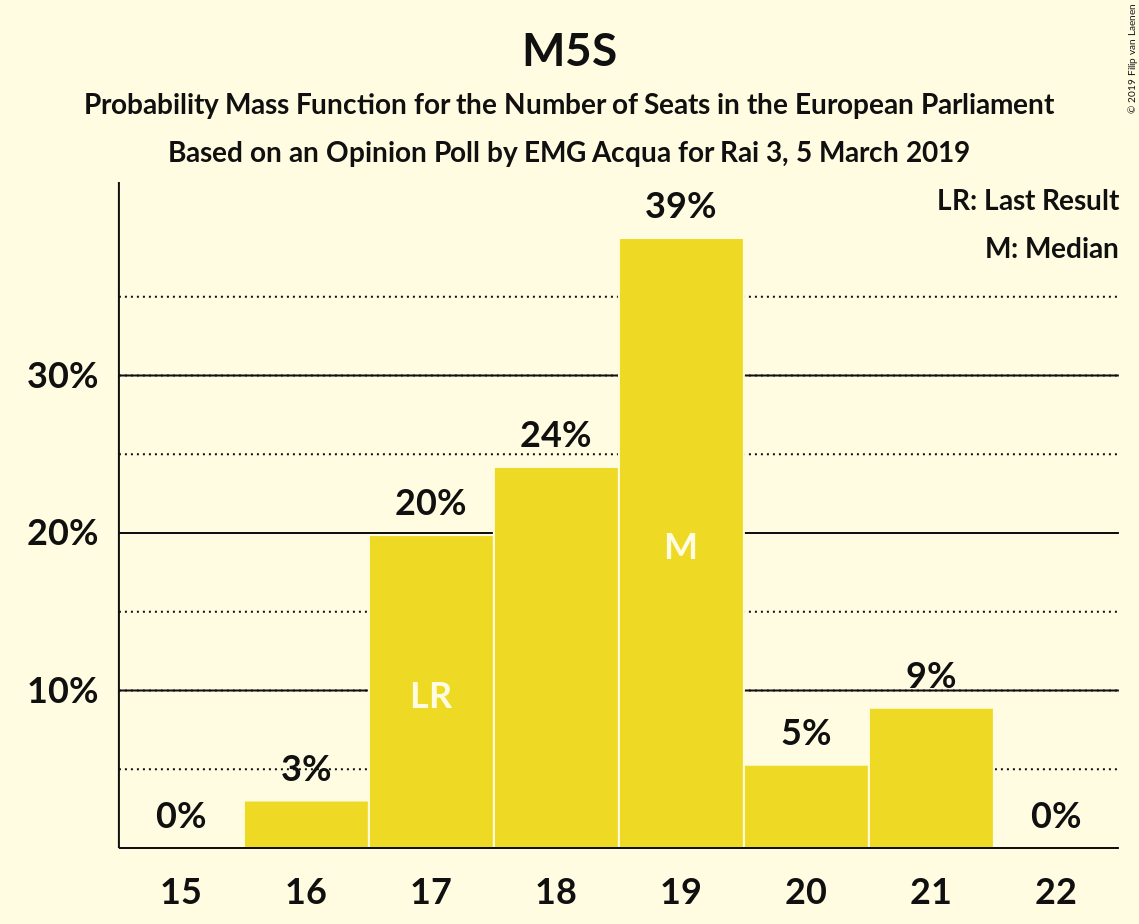 M5S
Probability Mass Function for the Number of Seats in the European Parliament
Based on an Opinion Poll by EMG Acqua for Rai 3, 5 March 2019
© 2019 Filip van Laenen
LR: Last Result
M: Median
39%
30%
24%
20%
20%
M
10%
LR
9%
5%
3%
0%
0%
15 16 17 18 19 20 21 22